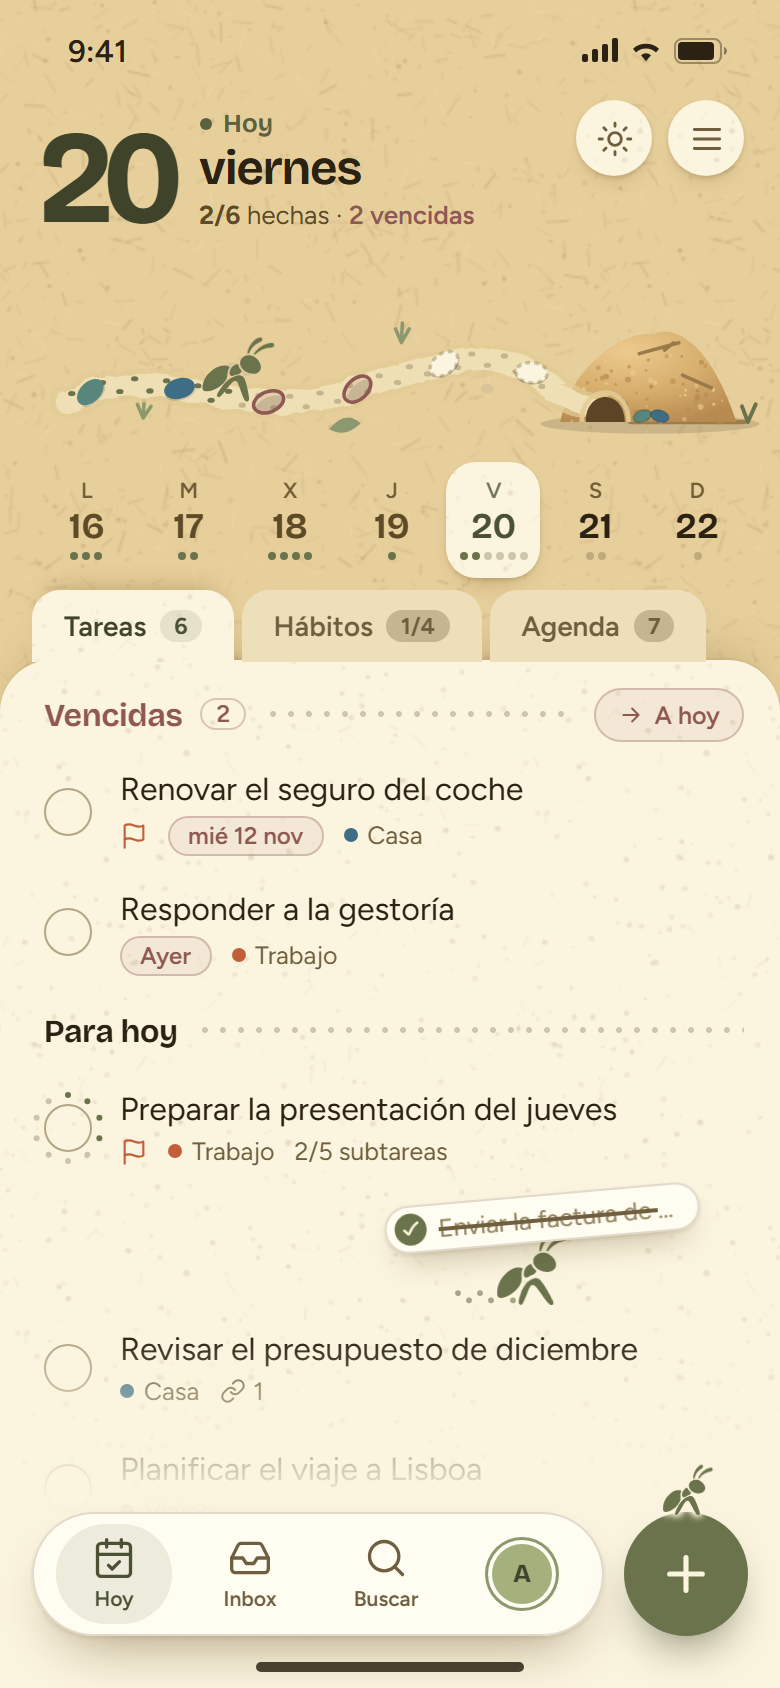 9:41
20
Hoy
viernes
2/6 hechas · 2 vencidas
L M X J V S D
16 17 18 19 20 21 22
Tareas 6 Hábitos 1/4 Agenda 7
Vencidas 2 → A hoy
Renovar el seguro del coche
mié 12 nov Casa
Responder a la gestoría
Ayer Trabajo
Para hoy
Preparar la presentación del jueves
Trabajo 2/5 subtareas
Enviar la factura de ...
Revisar el presupuesto de diciembre
Casa 1
Planificar el viaje a Lisboa
Hoy Inbox Buscar A